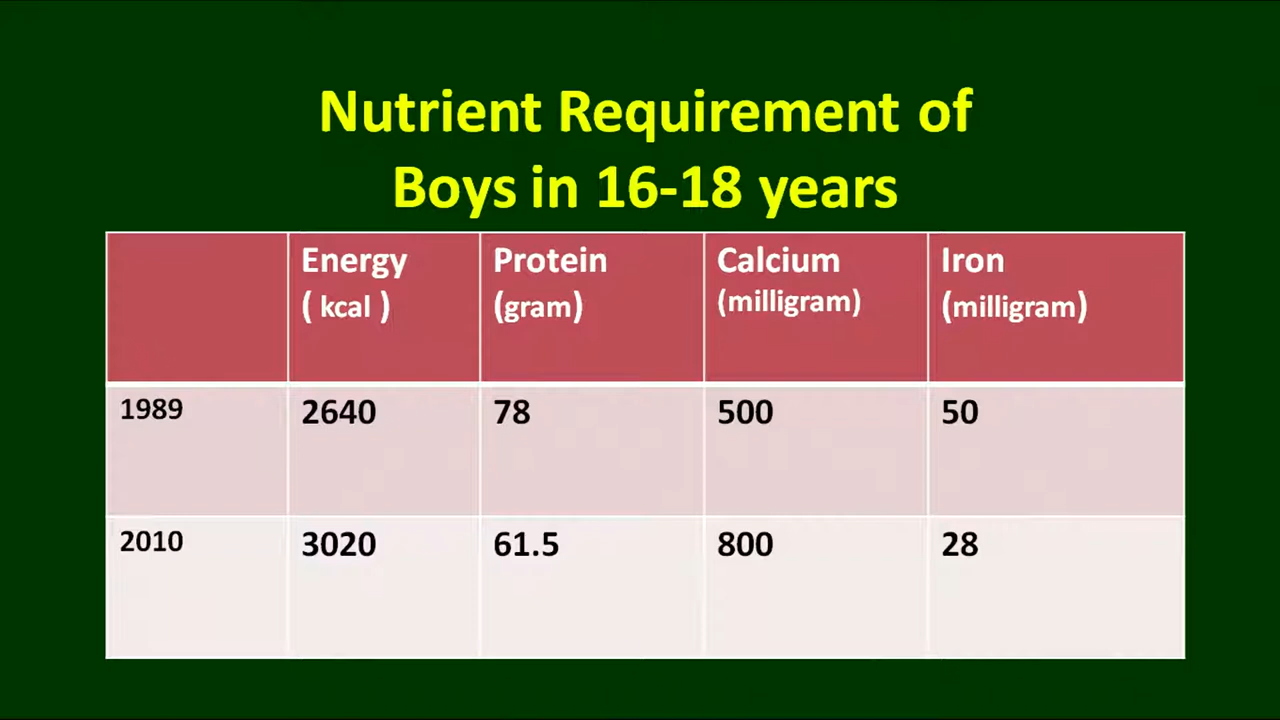 Nutrient Requirement of
Boys in 16-18 years
Energy Protein Calcium Iron
( kcal ) (gram) (milligram) (milligram)
1989 2640 78 500 50
2010 3020 61.5 800 28